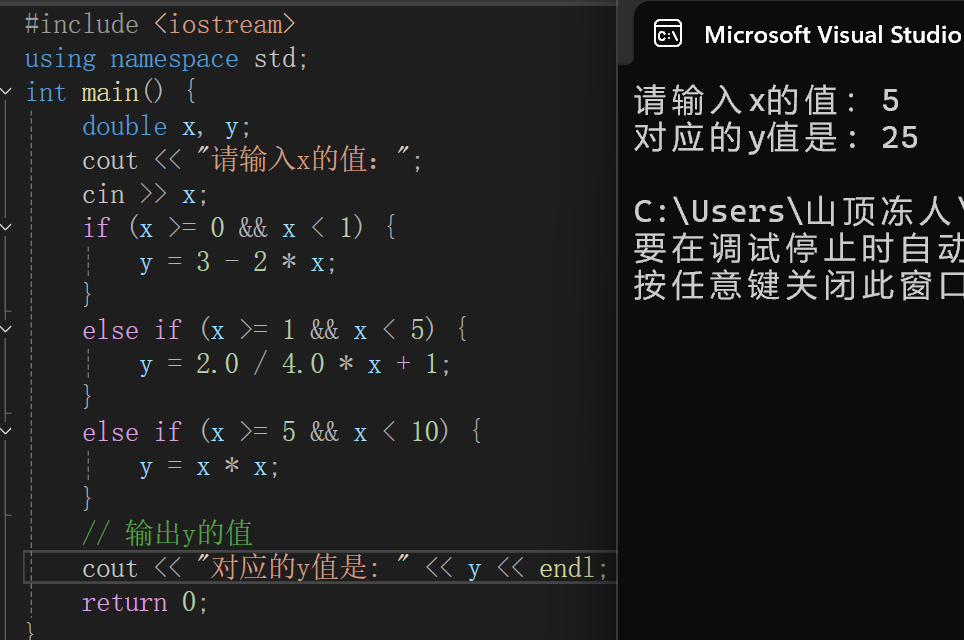 #include <iostream>
using namespace std;
int main() {
double x, y;
cout << "请输入x的值: ";
cin >> x;
if (x >= 0 && x < 1) {
y = 3 - 2 * x;
}
else if (x >= 1 && x < 5) {
y = 2.0 / 4.0 * x + 1;
}
else if (x >= 5 && x < 10) {
y = x * x;
}
// 输出y的值
cout << "对应的y值是: " << y << endl;
return 0;
}
Microsoft Visual Studio
请输入x的值: 5
对应的y值是: 25
C:\Users\山顶冻人\
要在调试停止时自动
按任意键关闭此窗口